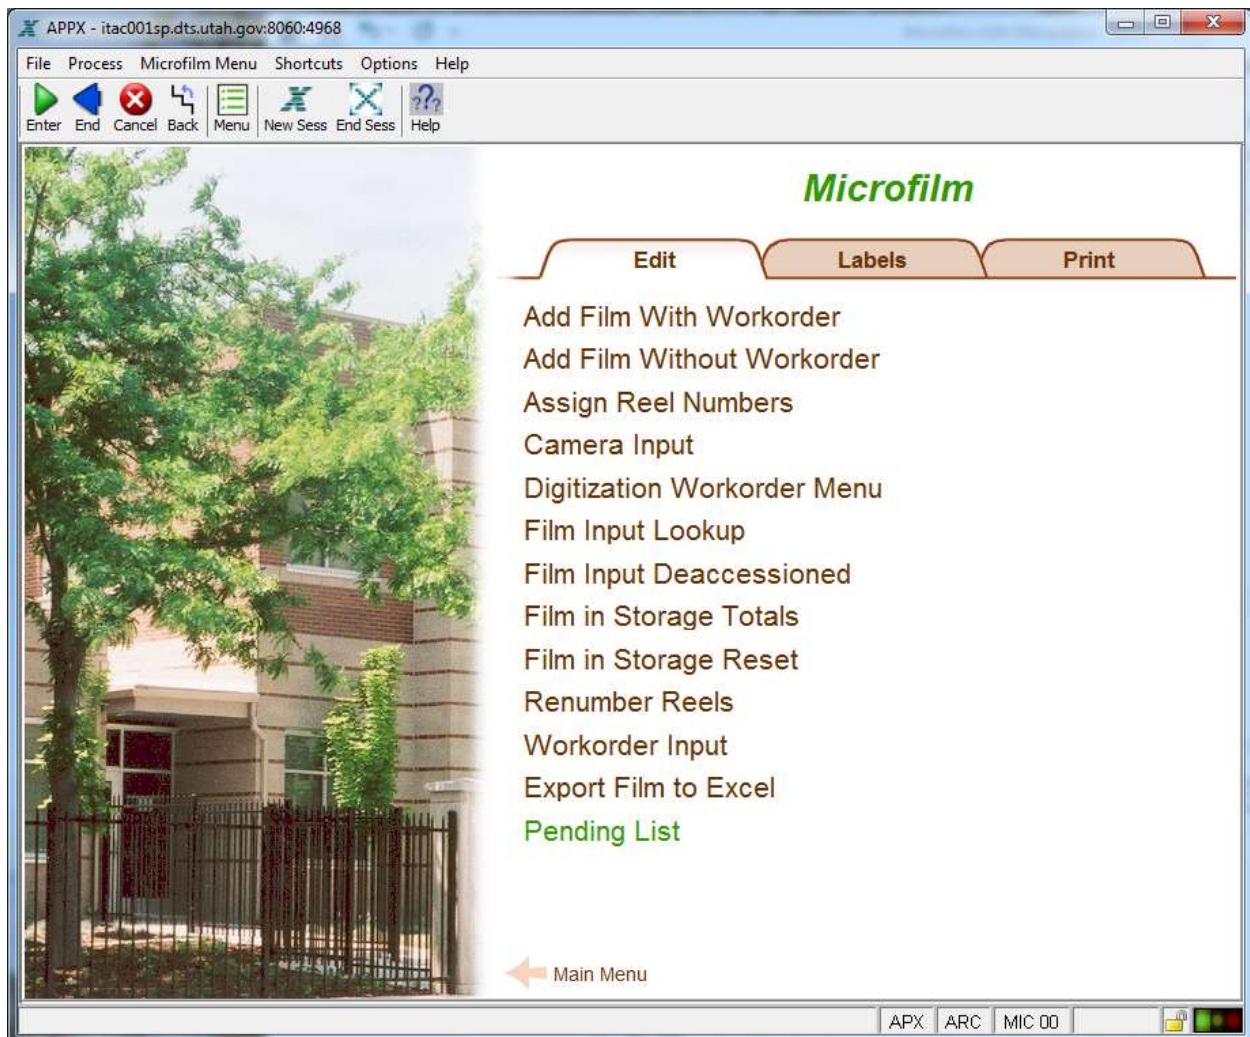 APPX - itac001sp.dts.utah.gov:8060:4968
File Process Microfilm Menu Shortcuts Options Help
Enter End Cancel Back Menu New Sess End Sess Help
Microfilm
Edit Labels Print
Add Film With Workorder
Add Film Without Workorder
Assign Reel Numbers
Camera Input
Digitization Workorder Menu
Film Input Lookup
Film Input Deaccessioned
Film in Storage Totals
Film in Storage Reset
Renumber Reels
Workorder Input
Export Film to Excel
Pending List
Main Menu
APX ARC MIC 00